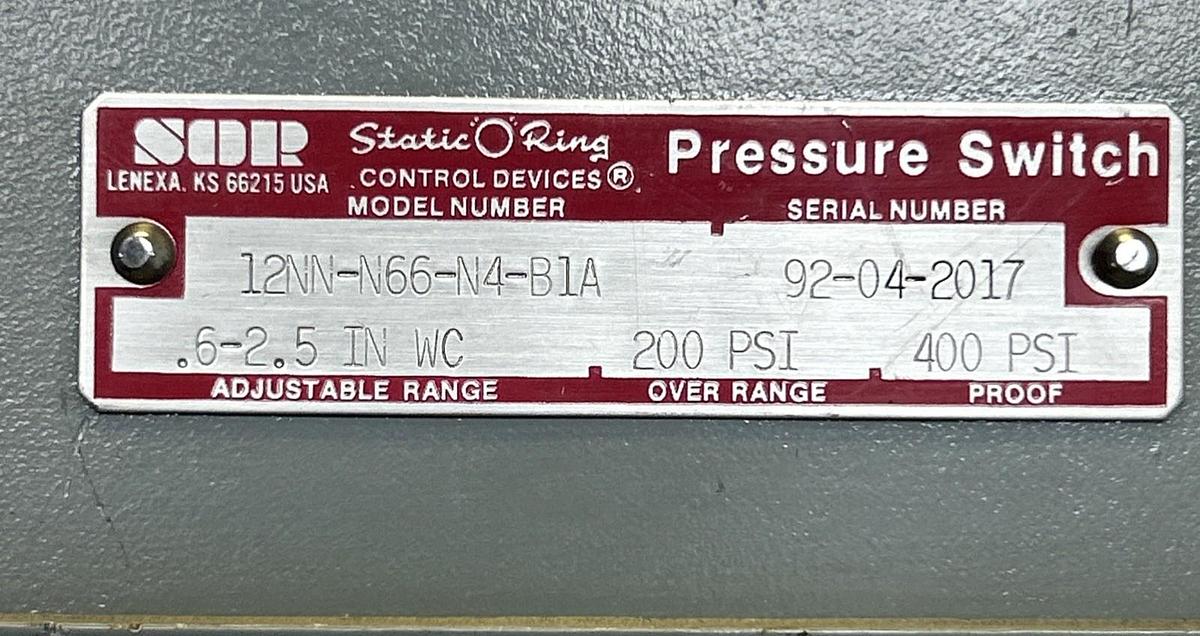 SOR Static O Ring Pressure Switch
LENEXA, KS 66215 USA CONTROL DEVICES®
MODEL NUMBER SERIAL NUMBER
12NN-N66-N4-B1A 92-04-2017
.6-2.5 IN WC 200 PSI 400 PSI
ADJUSTABLE RANGE OVER RANGE PROOF